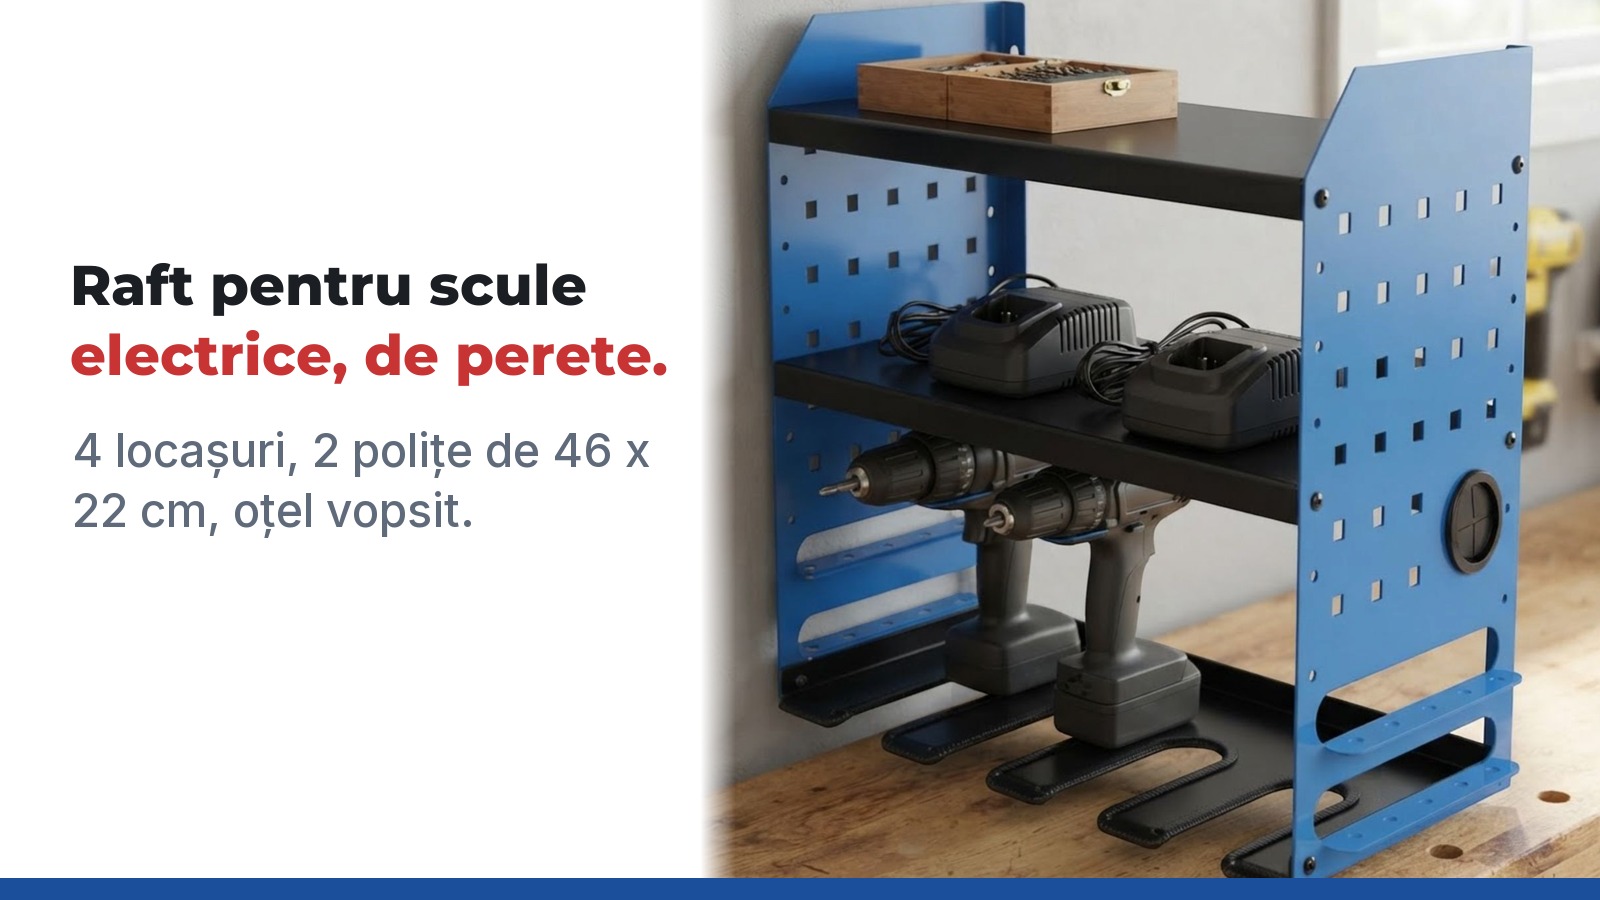 Raft pentru scule
electrice, de perete.
4 locașuri, 2 polițe de 46 x
22 cm, oțel vopsit.